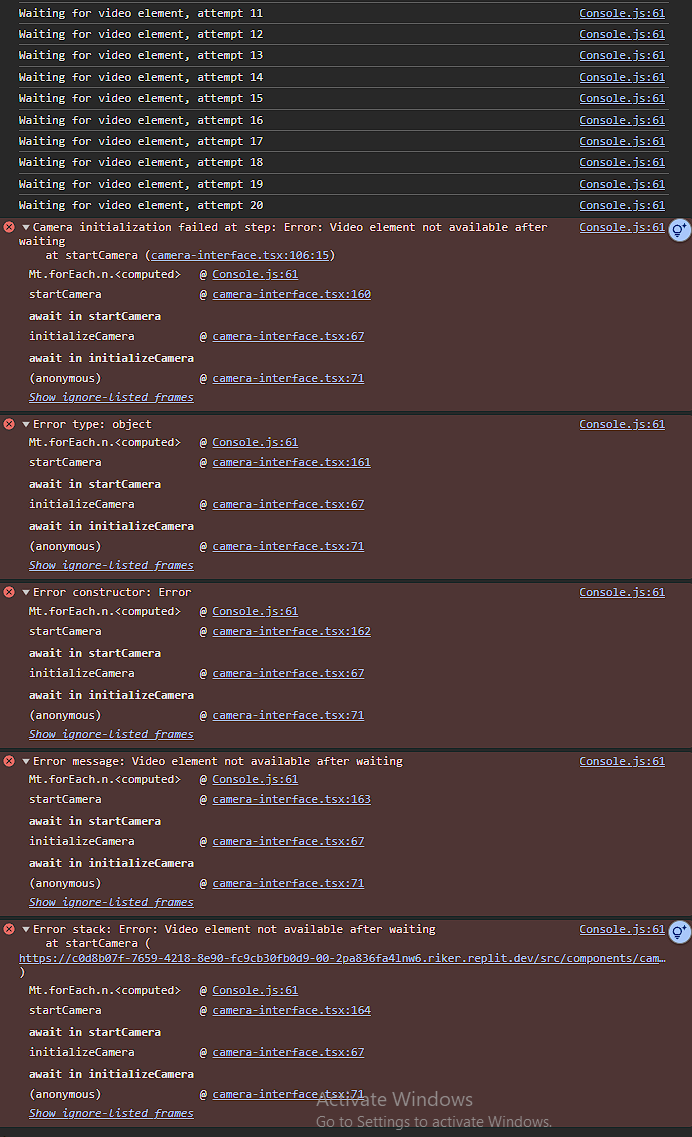 Waiting for video element, attempt 11 Console.js:61
Waiting for video element, attempt 12 Console.js:61
Waiting for video element, attempt 13 Console.js:61
Waiting for video element, attempt 14 Console.js:61
Waiting for video element, attempt 15 Console.js:61
Waiting for video element, attempt 16 Console.js:61
Waiting for video element, attempt 17 Console.js:61
Waiting for video element, attempt 18 Console.js:61
Waiting for video element, attempt 19 Console.js:61
Waiting for video element, attempt 20 Console.js:61
Camera initialization failed at step: Error: Video element not available after Console.js:61
waiting
at startCamera (camera-interface.tsx:106:15)
Mt.forEach.n.<computed> @ Console.js:61
startCamera @ camera-interface.tsx:160
await in startCamera
initializeCamera @ camera-interface.tsx:67
await in initializeCamera
(anonymous) @ camera-interface.tsx:71
Show ignore-listed frames
Error type: object Console.js:61
Mt.forEach.n.<computed> @ Console.js:61
startCamera @ camera-interface.tsx:161
await in startCamera
initializeCamera @ camera-interface.tsx:67
await in initializeCamera
(anonymous) @ camera-interface.tsx:71
Show ignore-listed frames
Error constructor: Error Console.js:61
Mt.forEach.n.<computed> @ Console.js:61
startCamera @ camera-interface.tsx:162
await in startCamera
initializeCamera @ camera-interface.tsx:67
await in initializeCamera
(anonymous) @ camera-interface.tsx:71
Show ignore-listed frames
Error message: Video element not available after waiting Console.js:61
Mt.forEach.n.<computed> @ Console.js:61
startCamera @ camera-interface.tsx:163
await in startCamera
initializeCamera @ camera-interface.tsx:67
await in initializeCamera
(anonymous) @ camera-interface.tsx:71
Show ignore-listed frames
Error stack: Error: Video element not available after waiting Console.js:61
at startCamera (
https://c0d8b07f-7659-4218-8e90-fc9cb30fb0d9-00-2pa836fa4lnw6.riker.replit.dev/src/components/cam…
)
Mt.forEach.n.<computed> @ Console.js:61
startCamera @ camera-interface.tsx:164
await in startCamera
initializeCamera @ camera-interface.tsx:67
await in initializeCamera
(anonymous) @ camera-interface.tsx:71
Activate Windows
Show ignore-listed frames
Go to Settings to activate Windows.